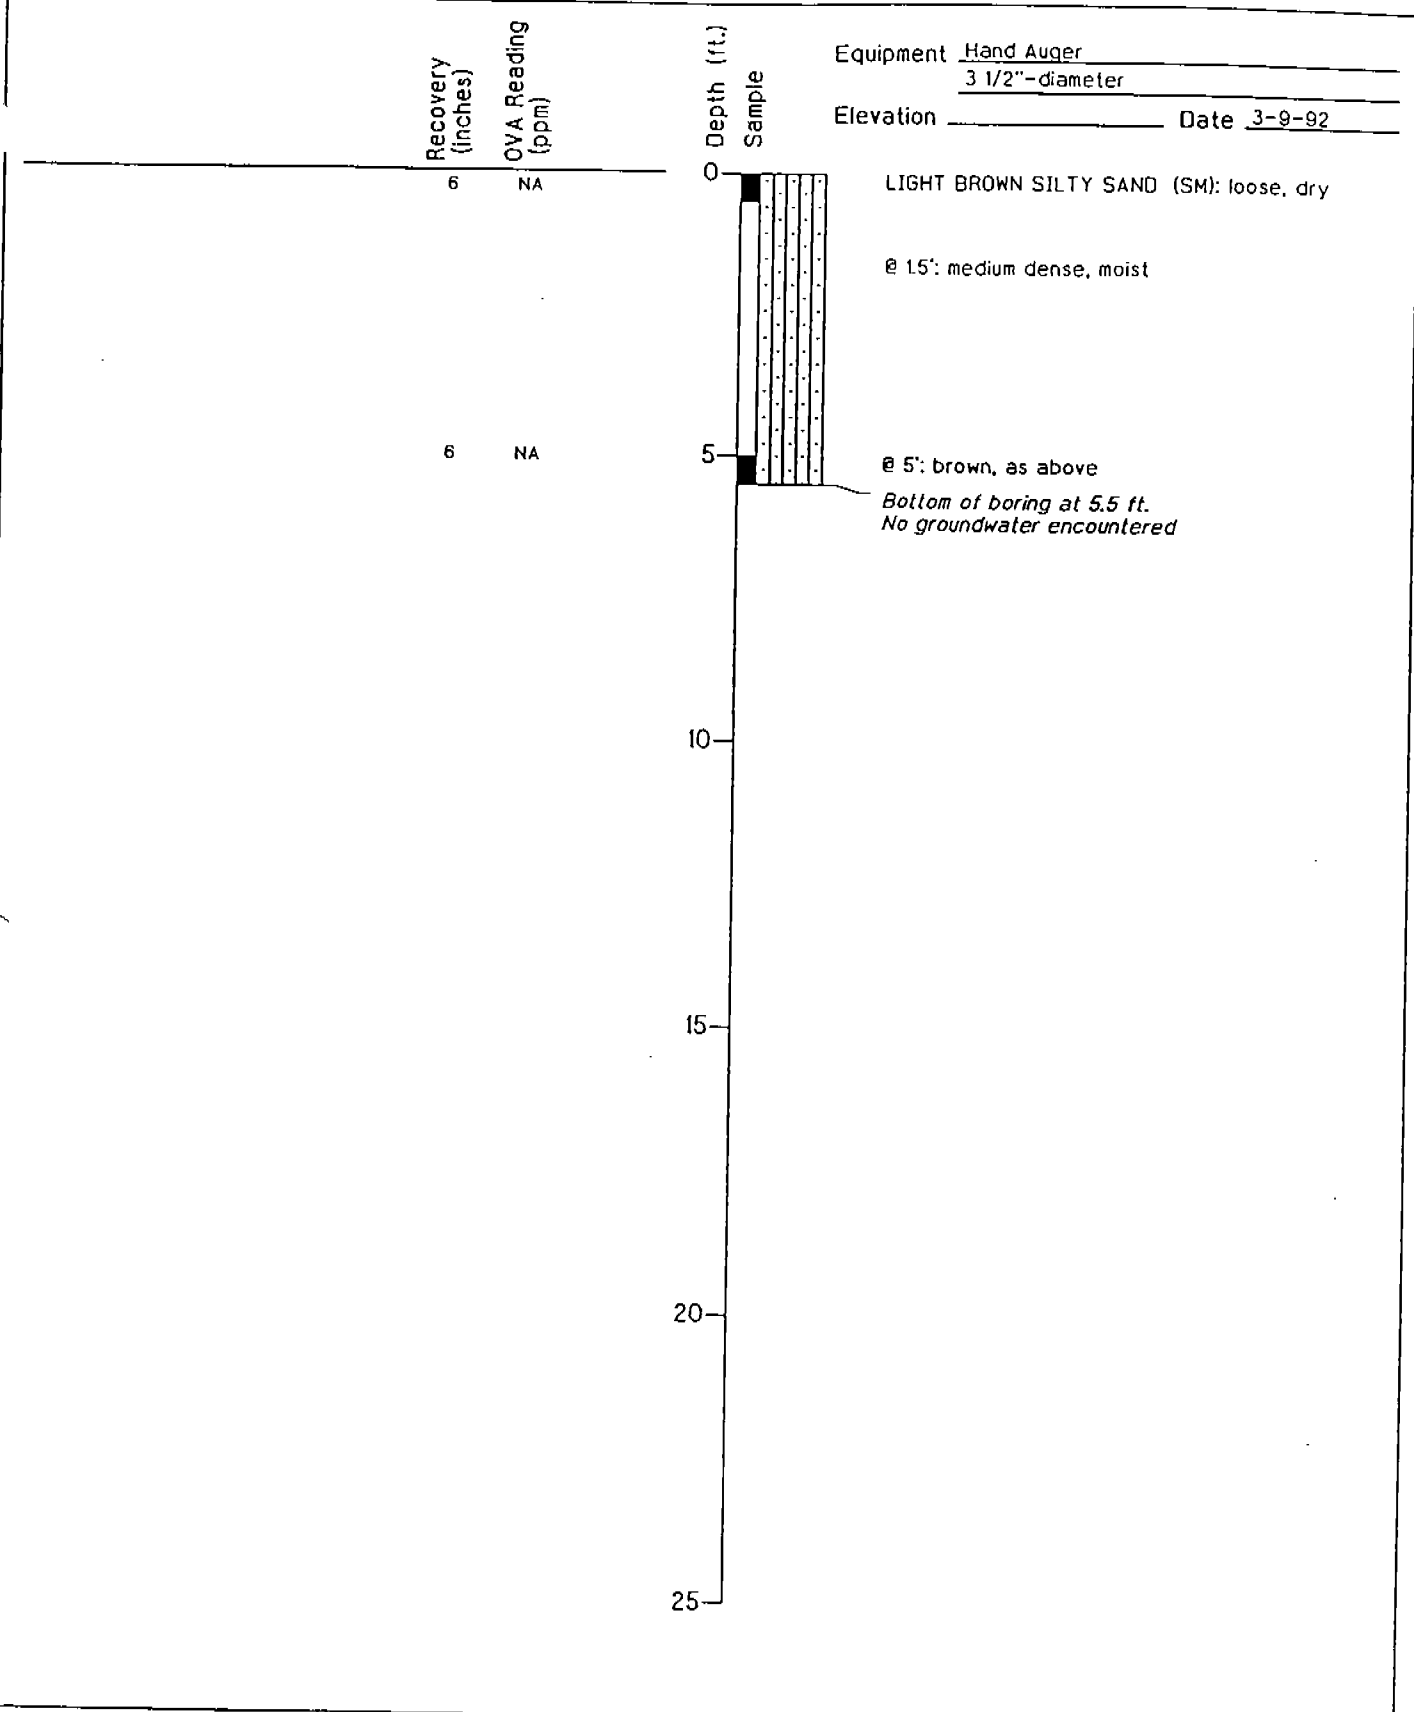 Recovery
(inches)
OVA Reading
(ppm)
Depth (ft.)
Sample
Equipment Hand Auger
3 1/2"-diameter
Elevation Date 3-9-92
6 NA
0
LIGHT BROWN SILTY SAND (SM): loose, dry
@ 1.5': medium dense, moist
6 NA
5
@ 5': brown, as above
Bottom of boring at 5.5 ft.
No groundwater encountered
10
15
20
25